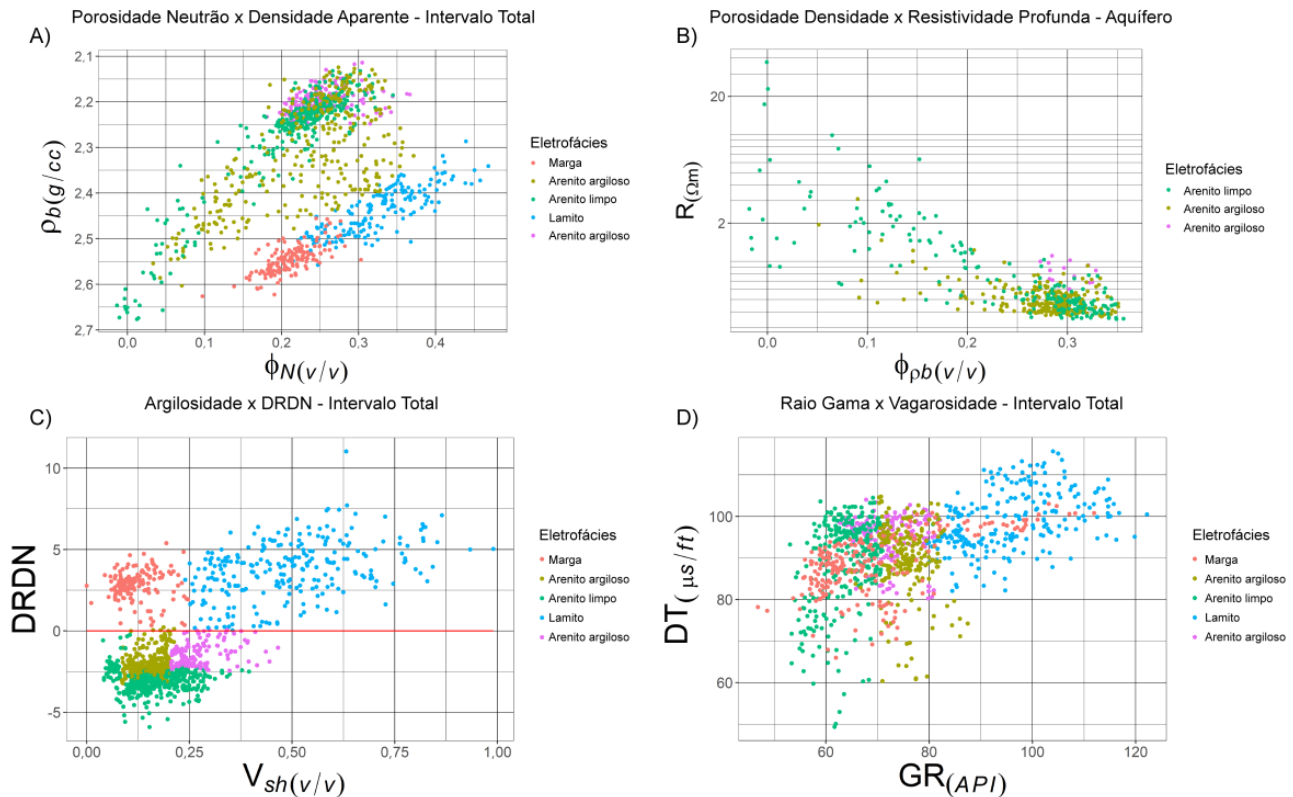 Porosidade Neutrão x Densidade Aparente - Intervalo Total
A)
2,1
2,2
2,3
2,4
2,5
2,6
2,7
ρb(g/cc)
0,0 0,1 0,2 0,3 0,4
ϕN(v/v)
Eletrofácies
Marga
Arenito argiloso
Arenito limpo
Lamito
Arenito argiloso
Porosidade Densidade x Resistividade Profunda - Aquífero
B)
20
2
R(Ωm)
0,0 0,1 0,2 0,3
ϕρb(v/v)
Eletrofácies
Arenito limpo
Arenito argiloso
Arenito argiloso
Argilosidade x DRDN - Intervalo Total
C)
10
5
0
-5
DRDN
0,00 0,25 0,50 0,75 1,00
Vsh(v/v)
Eletrofácies
Marga
Arenito argiloso
Arenito limpo
Lamito
Arenito argiloso
Raio Gama x Vagarosidade - Intervalo Total
D)
100
80
60
DT(μs/ft)
60 80 100 120
GR(API)
Eletrofácies
Marga
Arenito argiloso
Arenito limpo
Lamito
Arenito argiloso